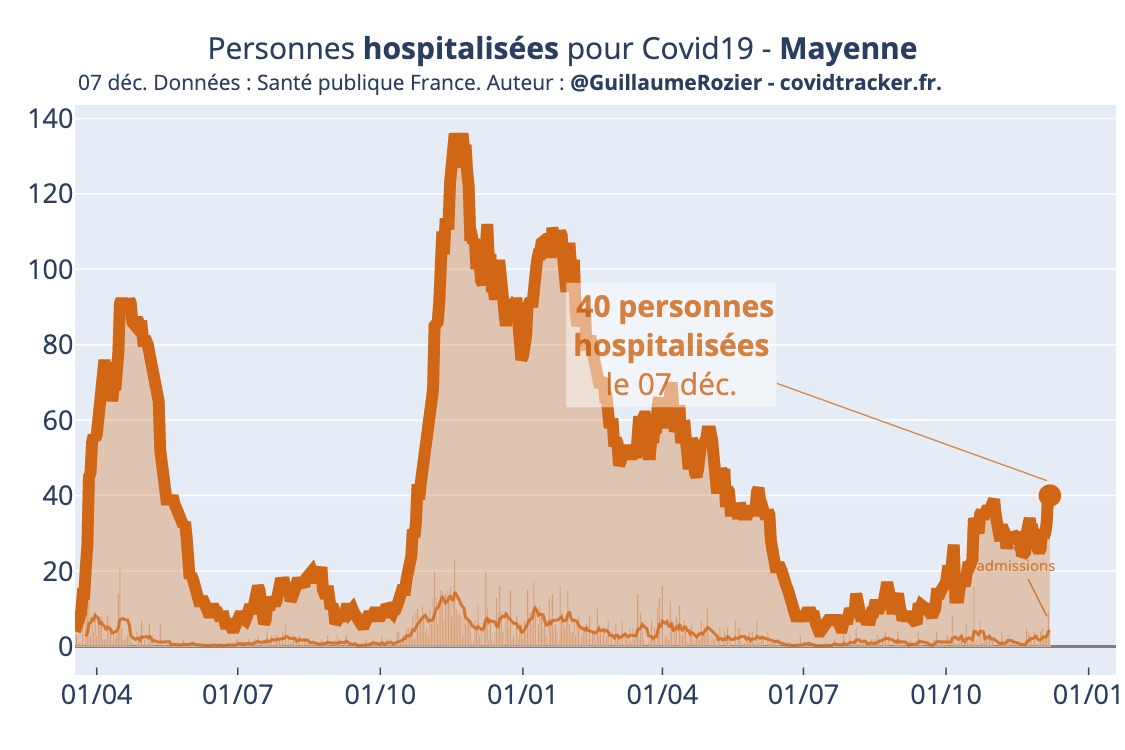 Personnes hospitalisées pour Covid19 - Mayenne
07 déc. Données : Santé publique France. Auteur : @GuillaumeRozier - covidtracker.fr.
140
120
100
80
60
40
20
0
40 personnes
hospitalisées
le 07 déc.
admissions
01/04 01/07 01/10 01/01 01/04 01/07 01/10 01/01